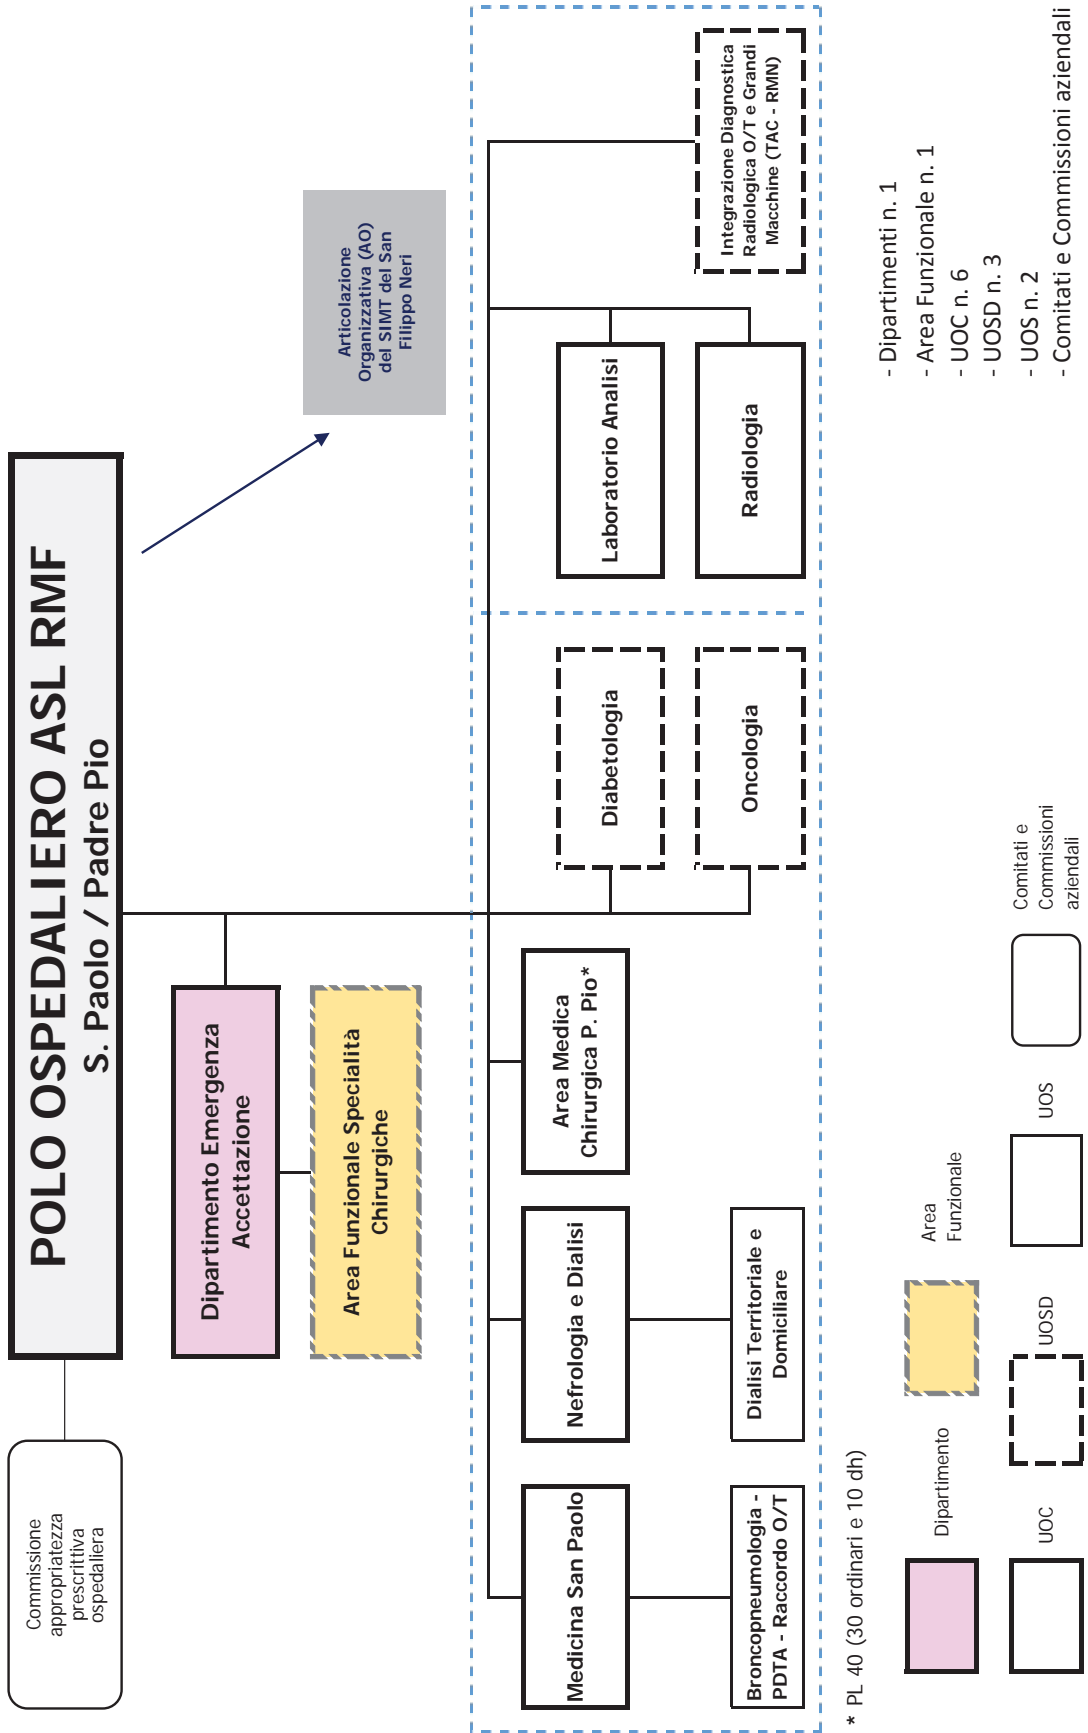 POLO OSPEDALIERO ASL RMF
S. Paolo / Padre Pio
Commissione
appropriatezza
prescrittiva
ospedaliera
Dipartimento Emergenza
Accettazione
Area Funzionale Specialità
Chirurgiche
Articolazione
Organizzativa (AO)
del SIMT del San
Filippo Neri
Medicina San Paolo
Nefrologia e Dialisi
Area Medica
Chirurgica P. Pio*
Diabetologia
Laboratorio Analisi
Broncopneumologia -
PDTA - Raccordo O/T
Dialisi Territoriale e
Domiciliare
Oncologia
Radiologia
Integrazione Diagnostica
Radiologica O/T e Grandi
Macchine (TAC - RMN)
* PL 40 (30 ordinari e 10 dh)
Dipartimento
Area
Funzionale
UOC
UOSD
UOS
Comitati e
Commissioni
aziendali
- Dipartimenti n. 1
- Area Funzionale n. 1
- UOC n. 6
- UOSD n. 3
- UOS n. 2
- Comitati e Commissioni aziendali